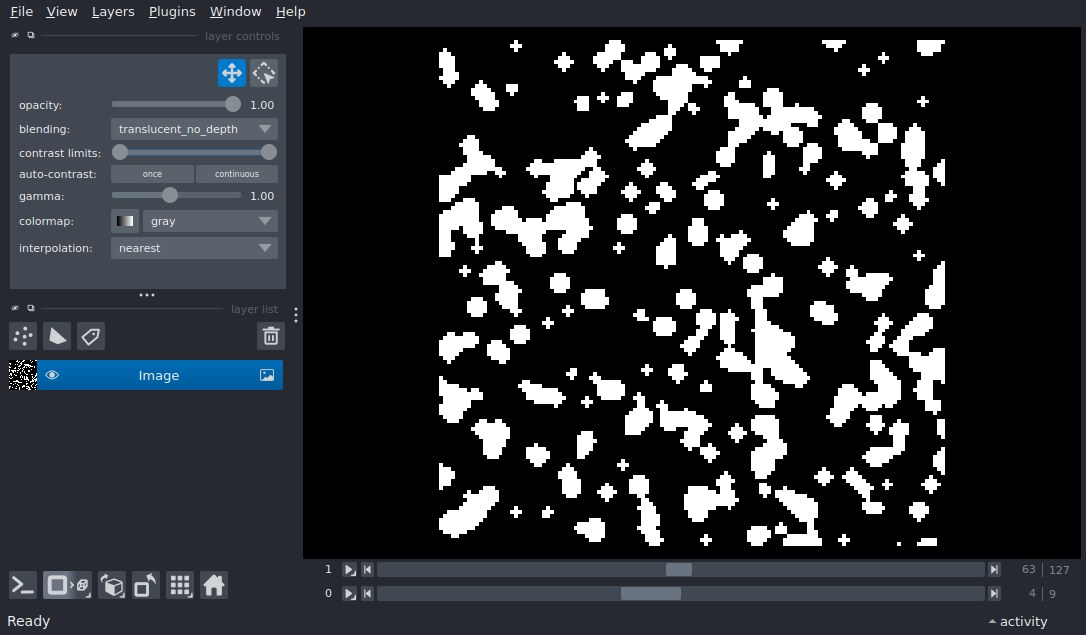 File View Layers Plugins Window Help
layer controls
opacity: 1.00
blending: translucent_no_depth
contrast limits:
auto-contrast: once continuous
gamma: 1.00
colormap: gray
interpolation: nearest
layer list
Image
1 63 127
0 4 9
Ready activity